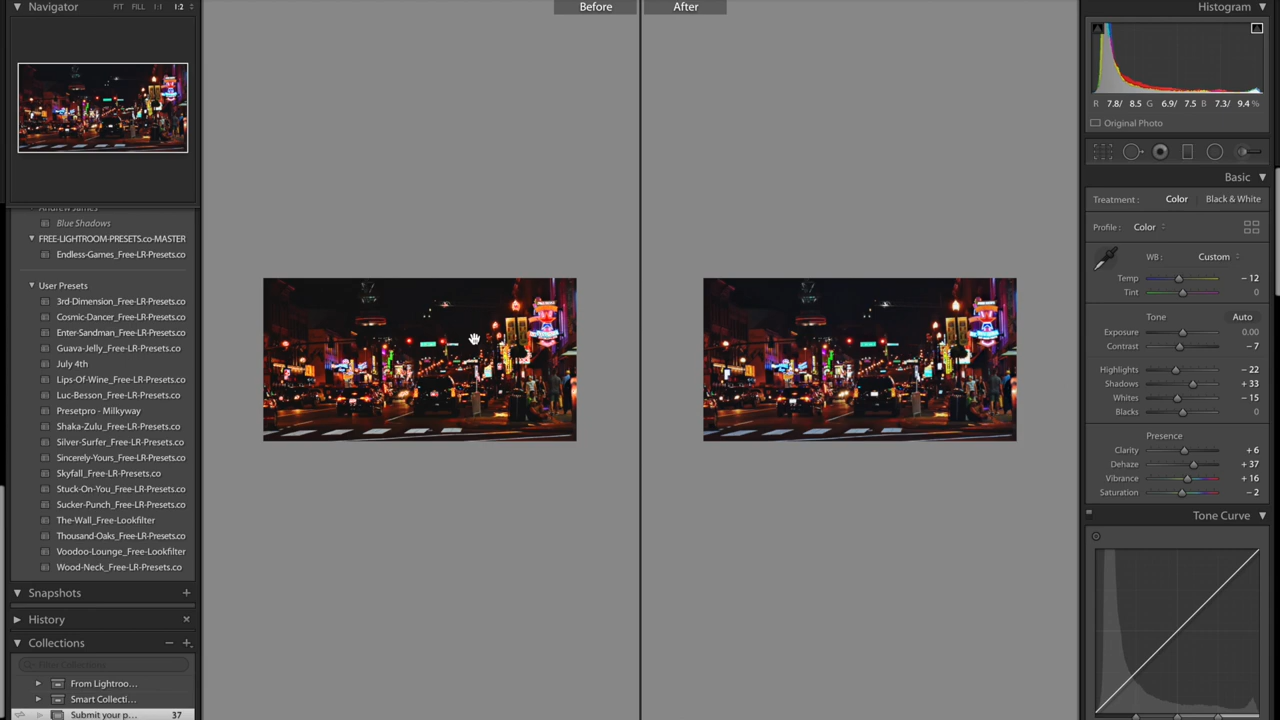 Navigator
FIT FILL 1:1 1:2
Before
After
Histogram
R 7.8/ 8.5 G 6.9/ 7.5 B 7.3/ 9.4 %
Original Photo
Basic
Treatment : Color Black & White
Profile : Color
WB : Custom
Temp − 12
Tint 0
Tone Auto
Exposure 0.00
Contrast − 7
Highlights − 22
Shadows + 33
Whites − 15
Blacks 0
Presence
Clarity + 6
Dehaze + 37
Vibrance + 16
Saturation − 2
Tone Curve
Andrew James
Blue Shadows
FREE-LIGHTROOM-PRESETS.co-MASTER
Endless-Games_Free-LR-Presets.co
User Presets
3rd-Dimension_Free-LR-Presets.co
Cosmic-Dancer_Free-LR-Presets.co
Enter-Sandman_Free-LR-Presets.co
Guava-Jelly_Free-LR-Presets.co
July 4th
Lips-Of-Wine_Free-LR-Presets.co
Luc-Besson_Free-LR-Presets.co
Presetpro - Milkyway
Shaka-Zulu_Free-LR-Presets.co
Silver-Surfer_Free-LR-Presets.co
Sincerely-Yours_Free-LR-Presets.co
Skyfall_Free-LR-Presets.co
Stuck-On-You_Free-LR-Presets.co
Sucker-Punch_Free-LR-Presets.co
The-Wall_Free-Lookfilter
Thousand-Oaks_Free-LR-Presets.co
Voodoo-Lounge_Free-Lookfilter
Wood-Neck_Free-LR-Presets.co
Snapshots
History
Collections
Filter Collections
From Lightroo…
Smart Collecti…
Submit your p… 37